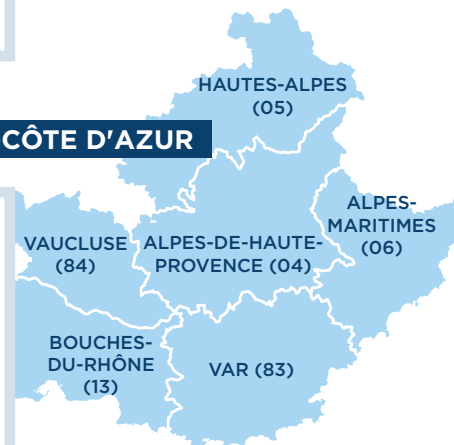 HAUTES-ALPES
(05)
CÔTE D'AZUR
ALPES-
MARITIMES
(06)
VAUCLUSE
(84)
ALPES-DE-HAUTE-
PROVENCE (04)
BOUCHES-
DU-RHÔNE
(13)
VAR (83)